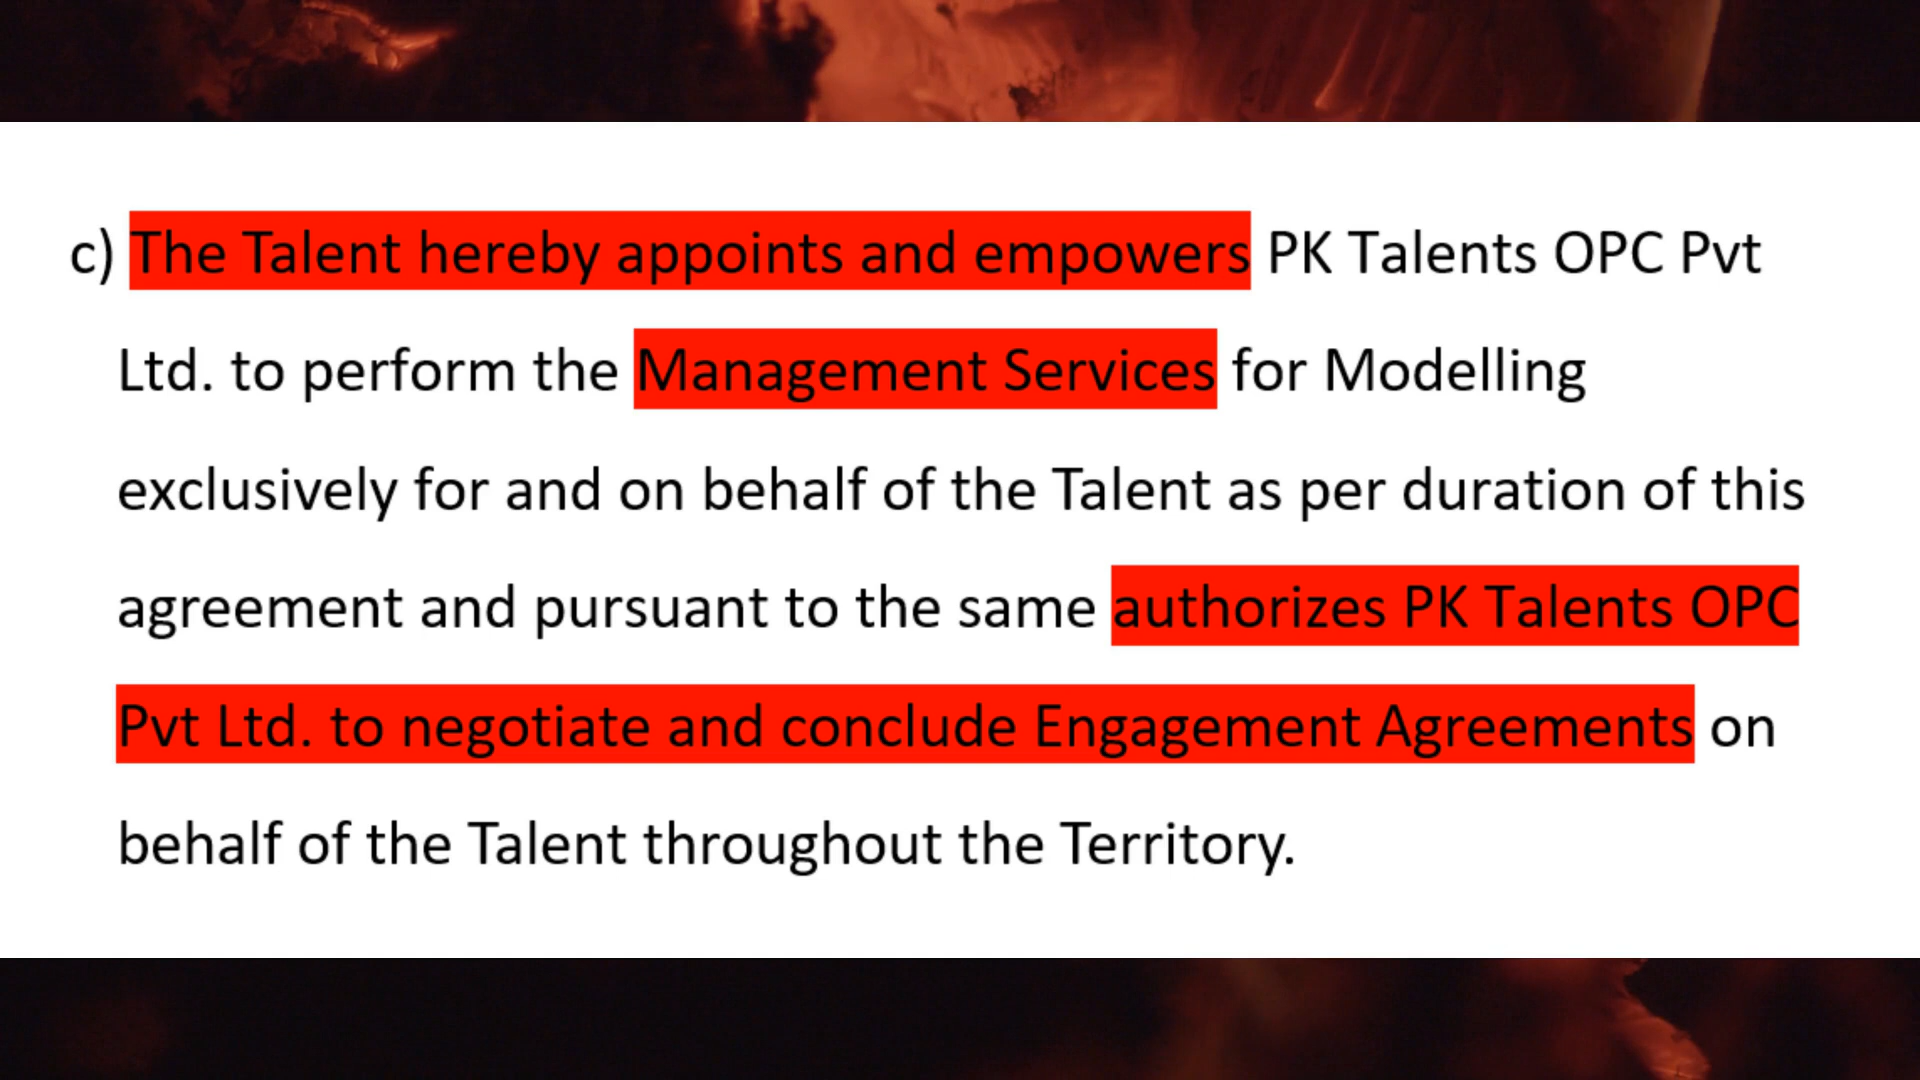 c) The Talent hereby appoints and empowers PK Talents OPC Pvt
Ltd. to perform the Management Services for Modelling
exclusively for and on behalf of the Talent as per duration of this
agreement and pursuant to the same authorizes PK Talents OPC
Pvt Ltd. to negotiate and conclude Engagement Agreements on
behalf of the Talent throughout the Territory.